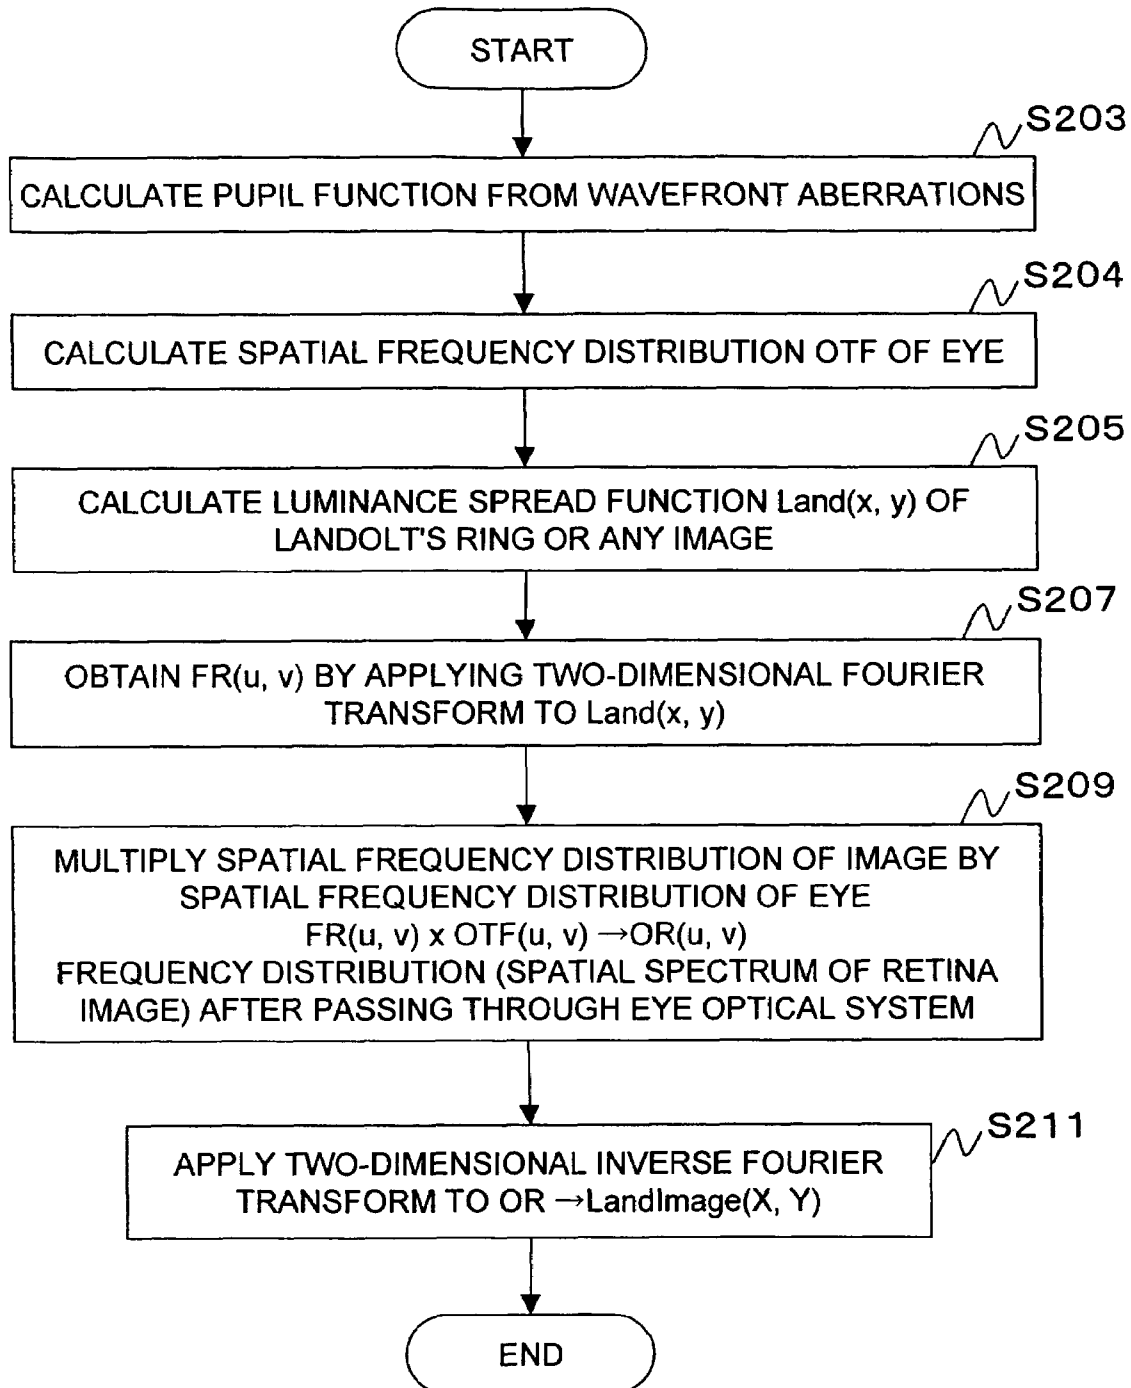 START
S203
CALCULATE PUPIL FUNCTION FROM WAVEFRONT ABERRATIONS
S204
CALCULATE SPATIAL FREQUENCY DISTRIBUTION OTF OF EYE
S205
CALCULATE LUMINANCE SPREAD FUNCTION Land(x, y) OF
LANDOLT'S RING OR ANY IMAGE
S207
OBTAIN FR(u, v) BY APPLYING TWO-DIMENSIONAL FOURIER
TRANSFORM TO Land(x, y)
S209
MULTIPLY SPATIAL FREQUENCY DISTRIBUTION OF IMAGE BY
SPATIAL FREQUENCY DISTRIBUTION OF EYE
FR(u, v) x OTF(u, v) →OR(u, v)
FREQUENCY DISTRIBUTION (SPATIAL SPECTRUM OF RETINA
IMAGE) AFTER PASSING THROUGH EYE OPTICAL SYSTEM
S211
APPLY TWO-DIMENSIONAL INVERSE FOURIER
TRANSFORM TO OR →LandImage(X, Y)
END